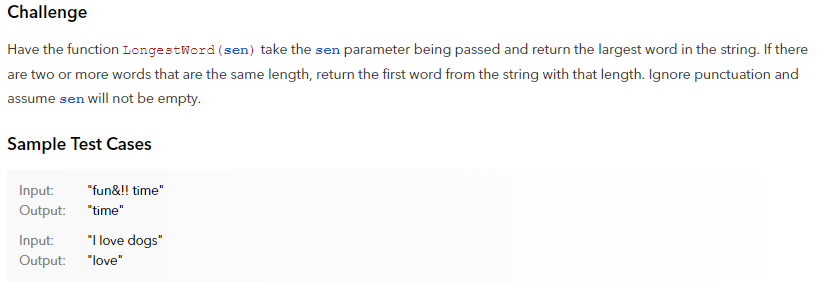 Challenge
Have the function LongestWord(sen) take the sen parameter being passed and return the largest word in the string. If there
are two or more words that are the same length, return the first word from the string with that length. Ignore punctuation and
assume sen will not be empty.
Sample Test Cases
Input: "fun&!! time"
Output: "time"
Input: "I love dogs"
Output: "love"